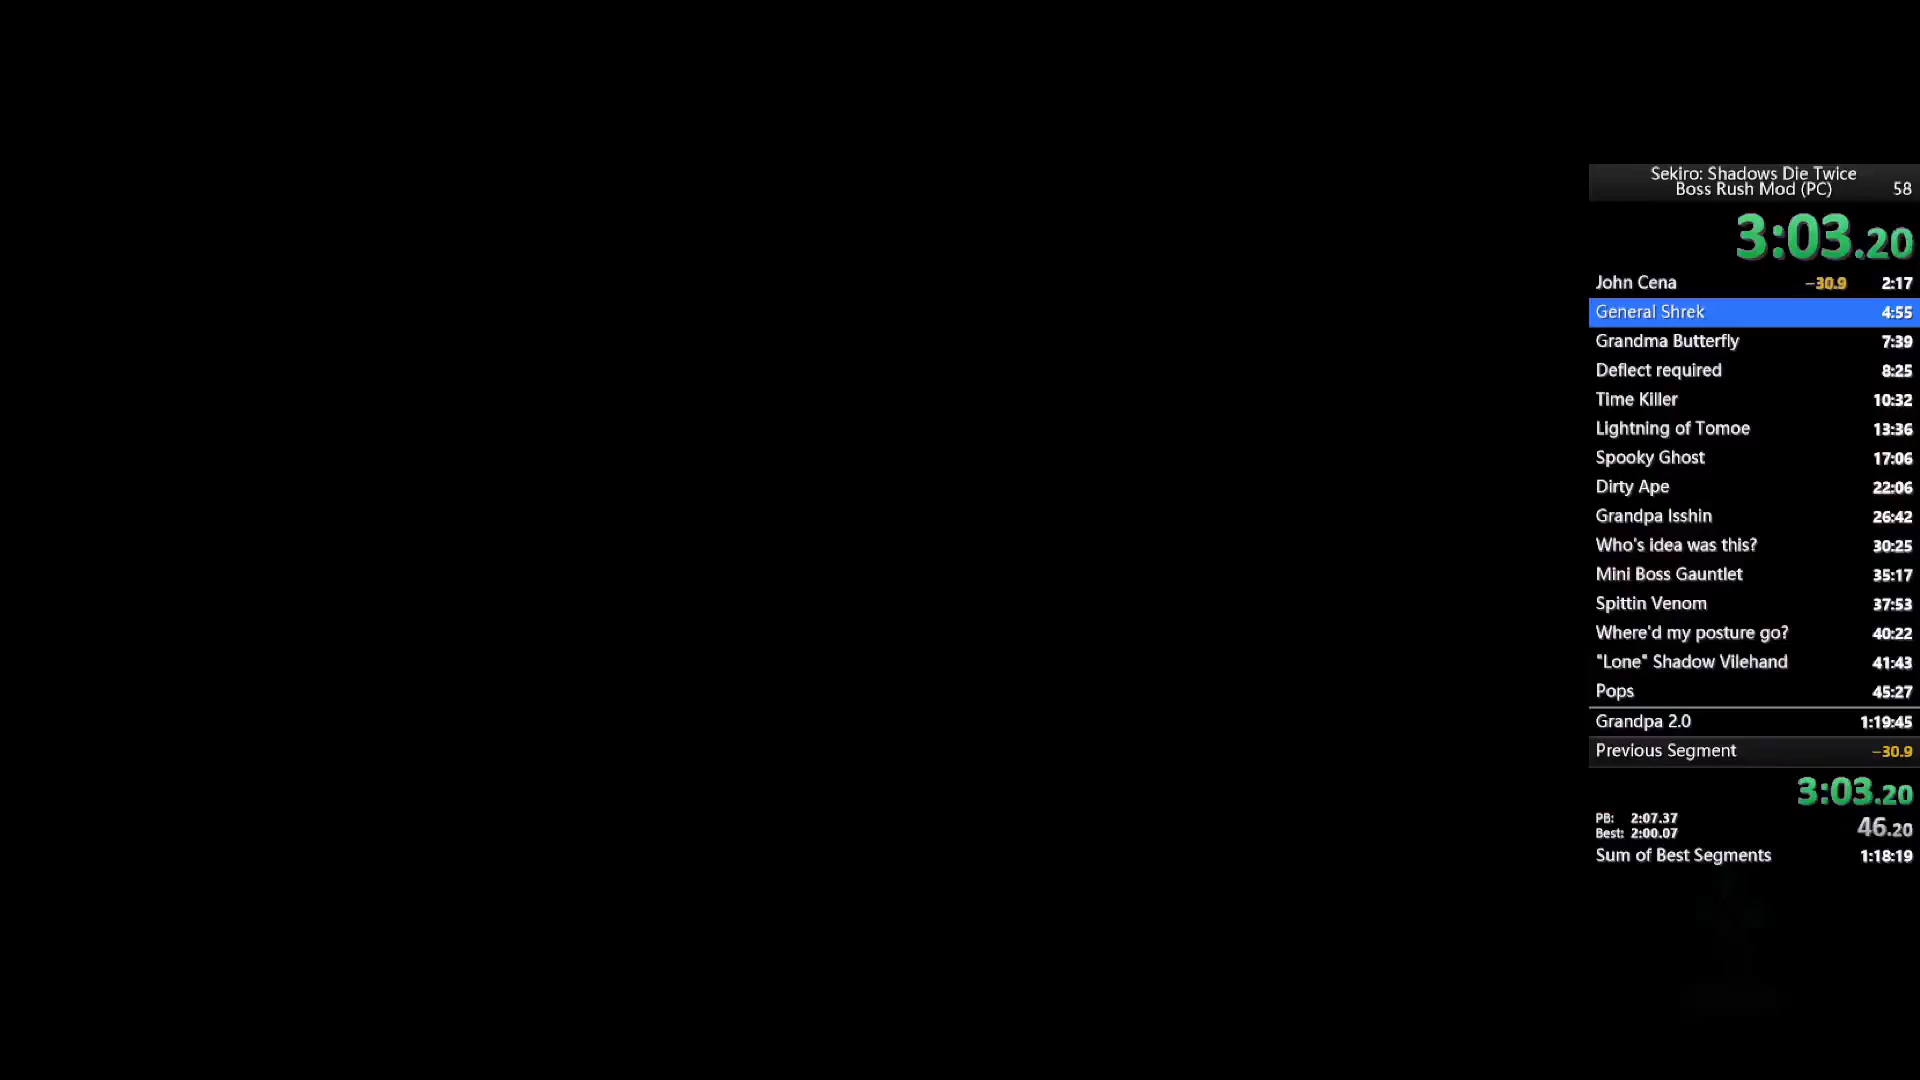 Sekiro: Shadows Die Twice
Boss Rush Mod (PC) 58
3:03.20
John Cena −30.9 2:17
General Shrek 4:55
Grandma Butterfly 7:39
Deflect required 8:25
Time Killer 10:32
Lightning of Tomoe 13:36
Spooky Ghost 17:06
Dirty Ape 22:06
Grandpa Isshin 26:42
Who's idea was this? 30:25
Mini Boss Gauntlet 35:17
Spittin Venom 37:53
Where'd my posture go? 40:22
"Lone" Shadow Vilehand 41:43
Pops 45:27
Grandpa 2.0 1:19:45
Previous Segment −30.9
3:03.20
PB: 2:07.37
Best: 2:00.07
46.20
Sum of Best Segments 1:18:19